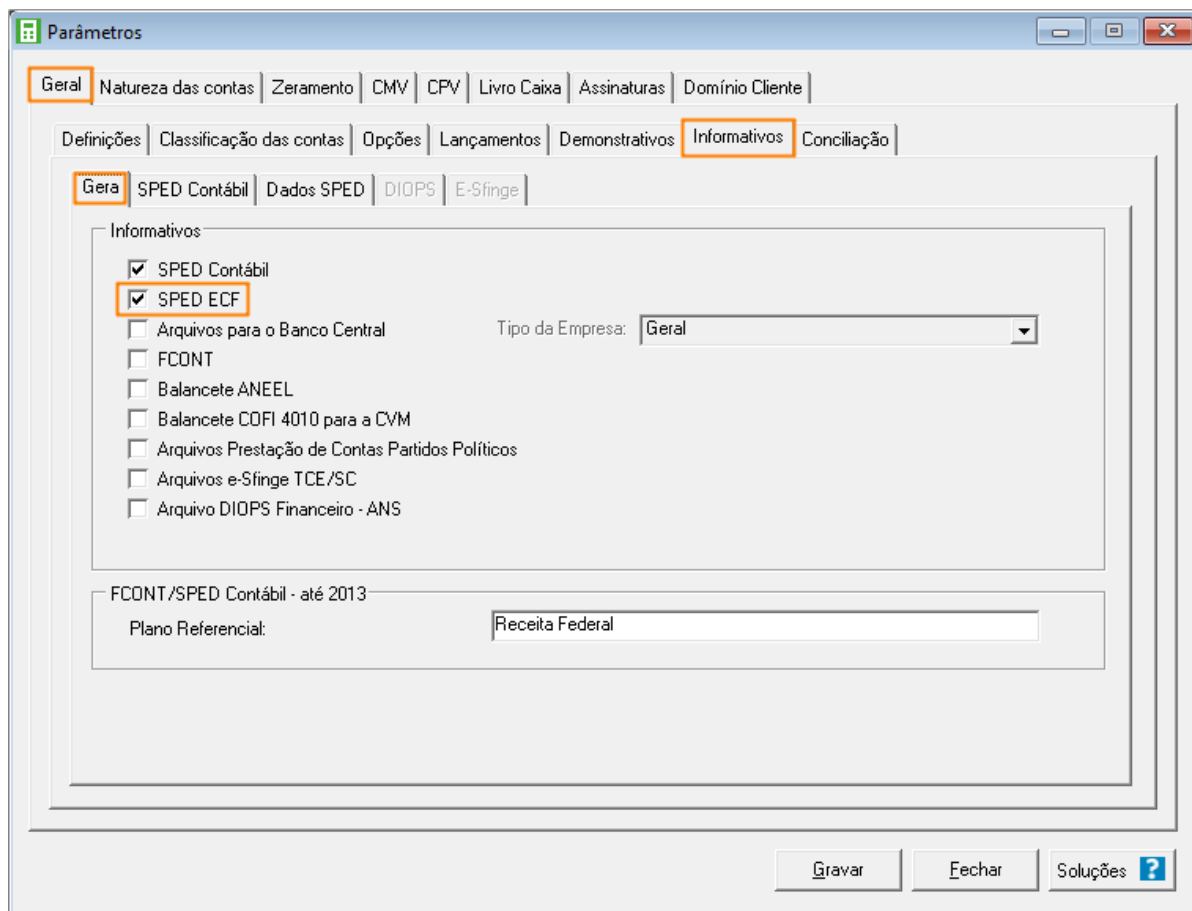 Parâmetros
Geral Natureza das contas Zeramento CMV CPV Livro Caixa Assinaturas Domínio Cliente
Definições Classificação das contas Opções Lançamentos Demonstrativos Informativos Conciliação
Gera SPED Contábil Dados SPED DIOPS E-Sfinge
Informativos
SPED Contábil
SPED ECF
Arquivos para o Banco Central Tipo da Empresa: Geral
FCONT
Balancete ANEEL
Balancete COFI 4010 para a CVM
Arquivos Prestação de Contas Partidos Políticos
Arquivos e-Sfinge TCE/SC
Arquivo DIOPS Financeiro - ANS
FCONT/SPED Contábil - até 2013
Plano Referencial: Receita Federal
Gravar Fechar Soluções ?